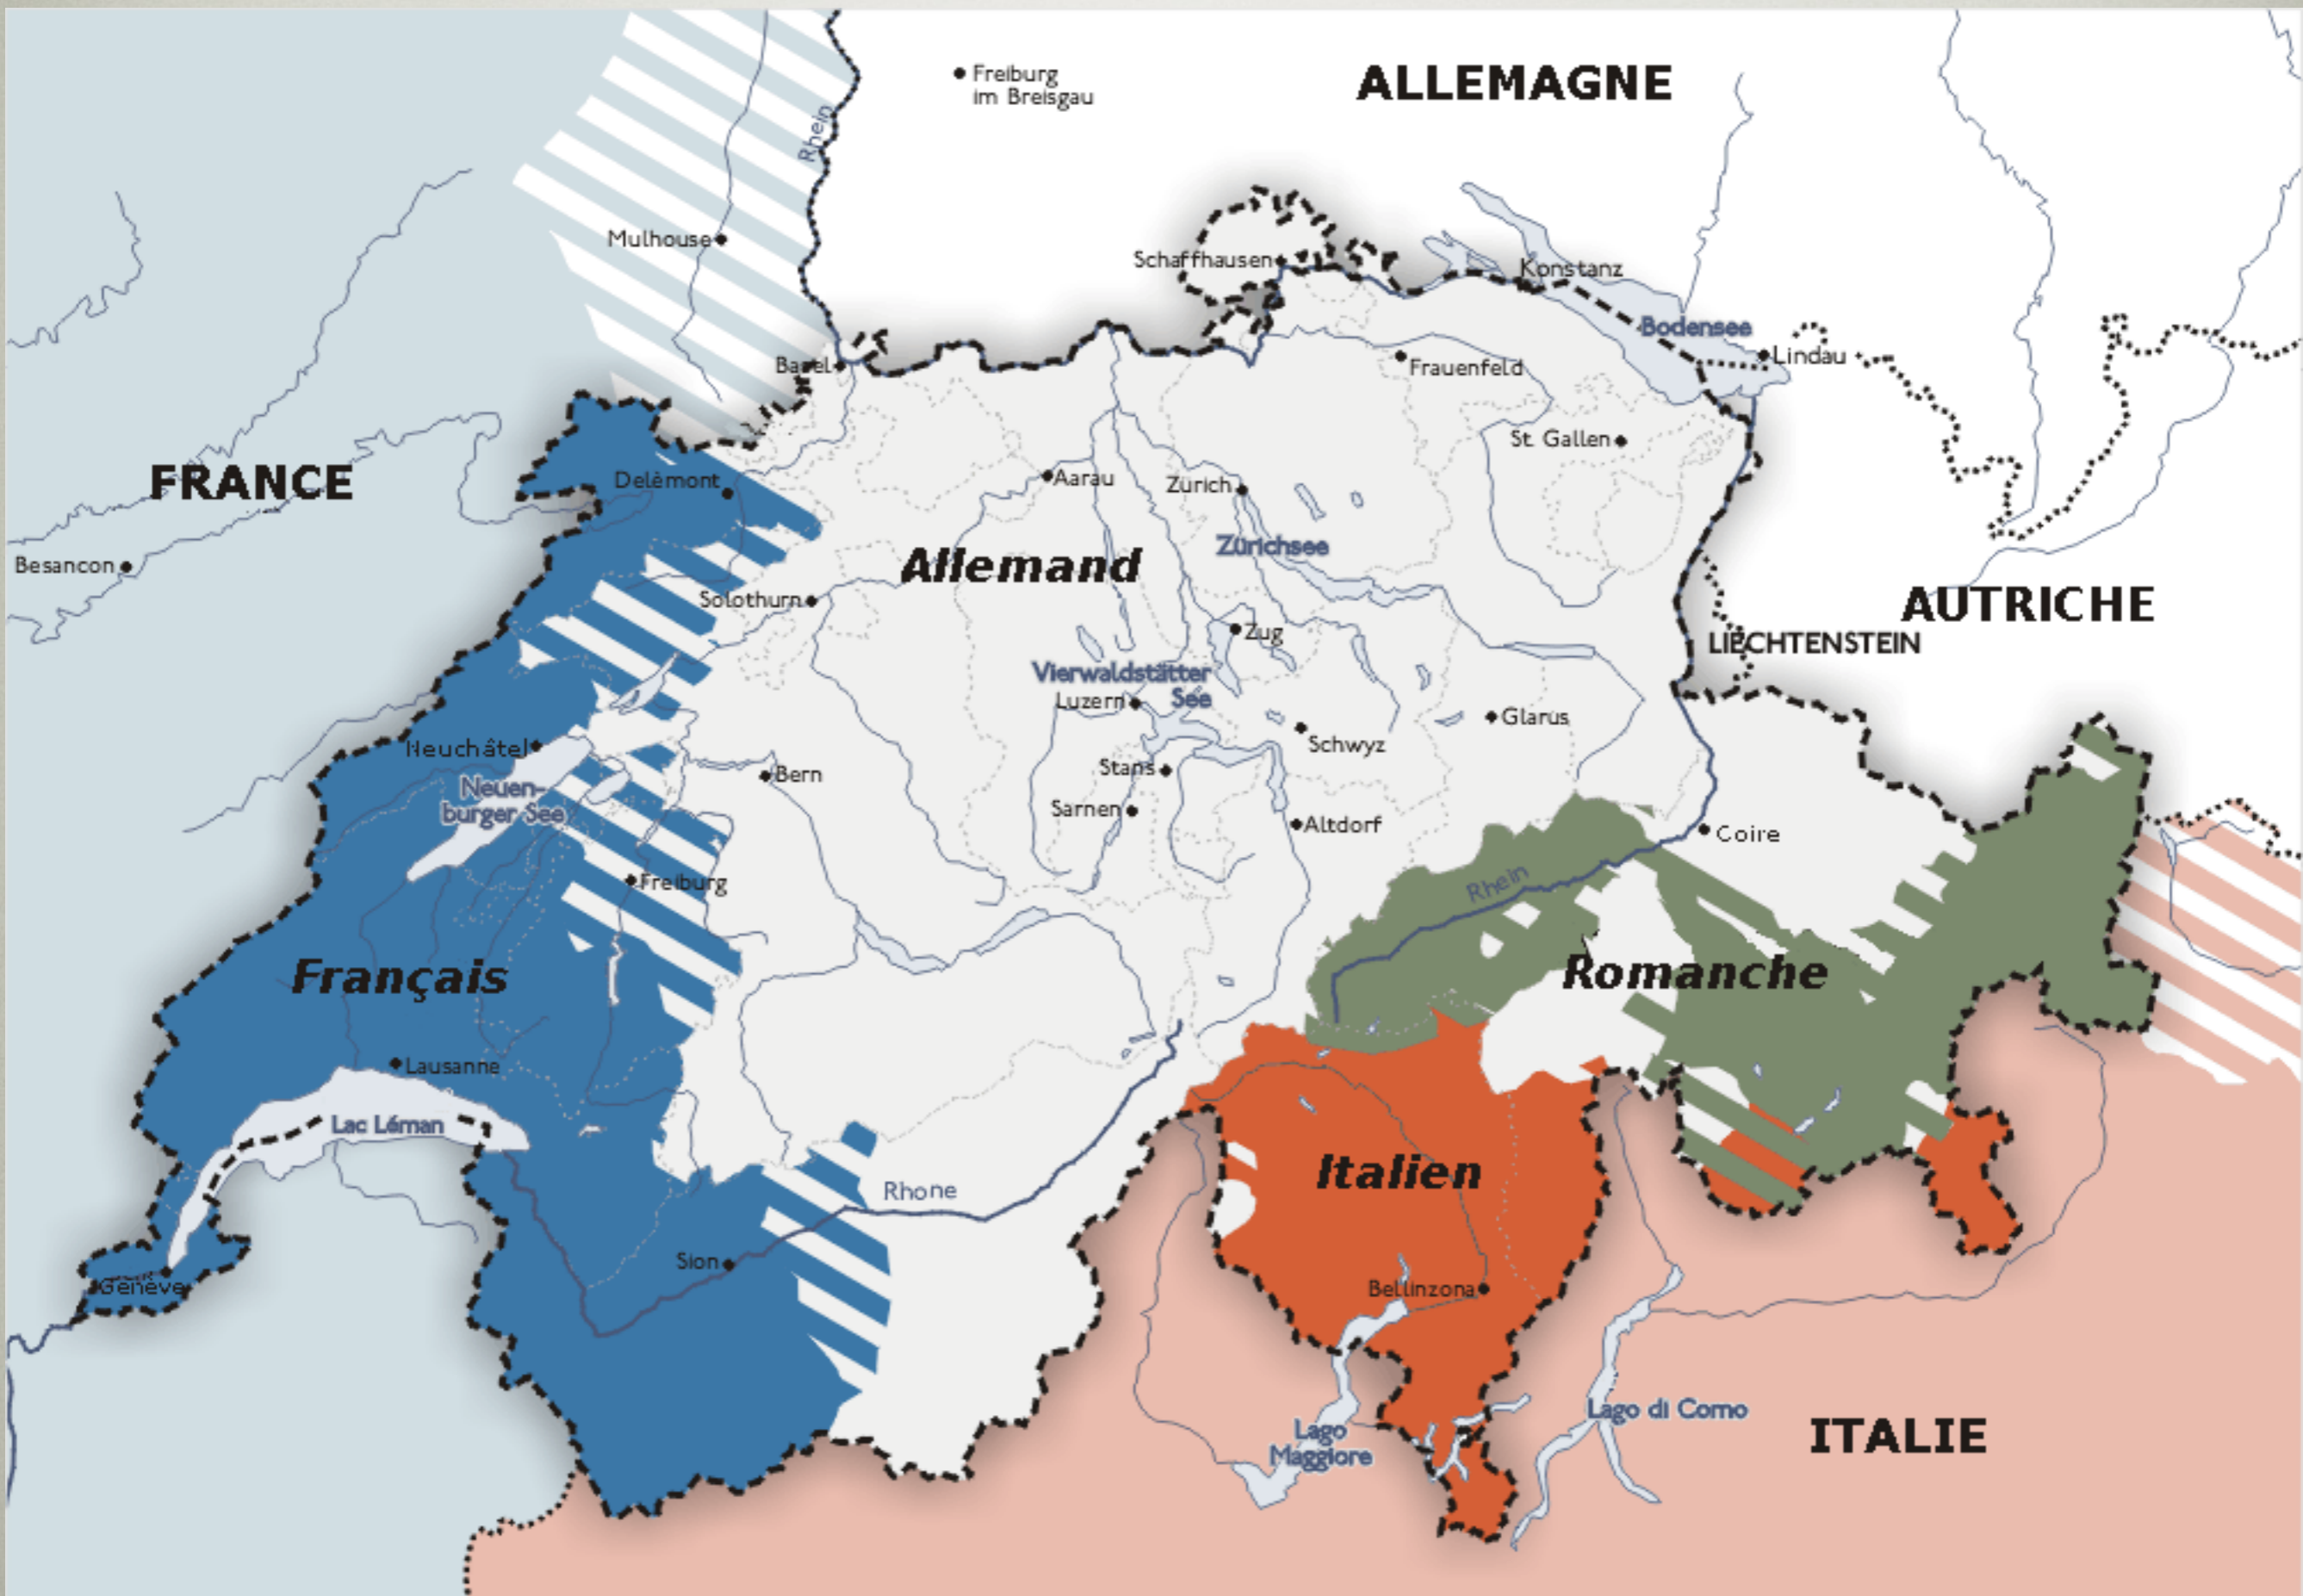 Freiburg
im Breisgau
ALLEMAGNE
Rhein
Mulhouse
Schaffhausen
Konstanz
Bodensee
Basel
Frauenfeld
Lindau
St. Gallen
FRANCE
Delèmont
Aarau
Zürich
Besancon
Allemand
Zürichsee
Solothurn
AUTRICHE
Zug
LIECHTENSTEIN
Vierwaldstätter
See
Luzern
Glarus
Neuchâtel
Schwyz
Stans
Bern
Neuen-
burger See
Sarnen
Altdorf
Coire
Freiburg
Rhein
Français
Romanche
Lausanne
Lac Léman
Italien
Rhone
Sion
Genève
Bellinzona
Lago di Como
Lago
Maggiore
ITALIE